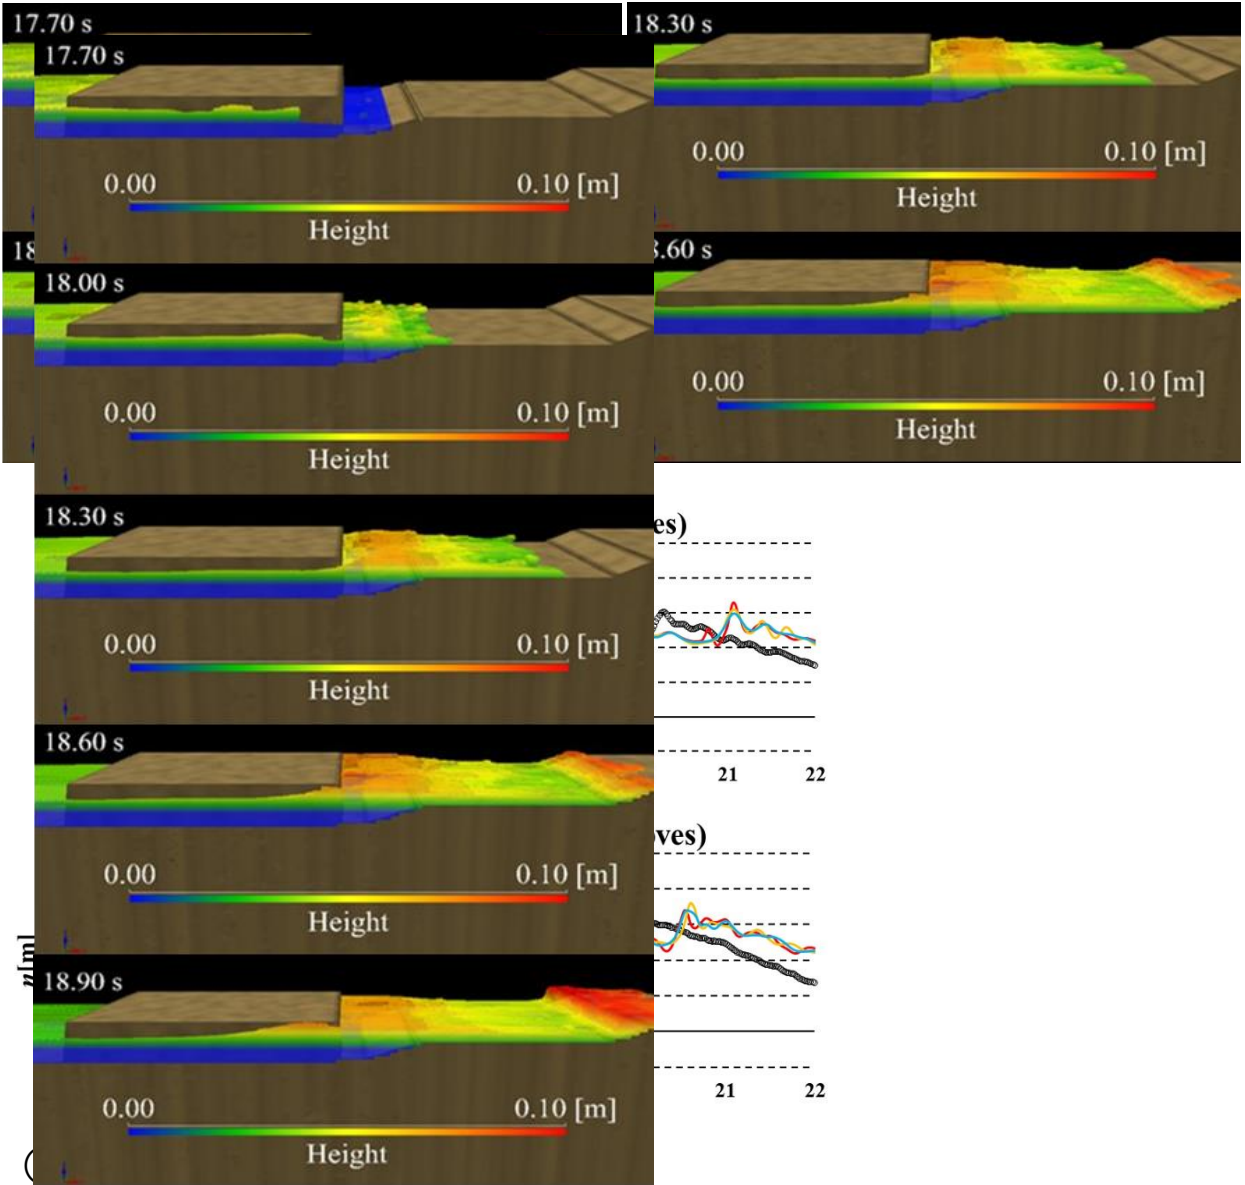 17.70 s
18.30 s
17.70 s
0.00 0.10 [m]
Height
0.00 0.10 [m]
Height
18
.60 s
18.00 s
0.00 0.10 [m]
Height
0.00 0.10 [m]
Height
18.30 s
es)
0.00 0.10 [m]
Height
18.60 s
21 22
ves)
0.00 0.10 [m]
Height
η[m]
18.90 s
21 22
0.00 0.10 [m]
Height